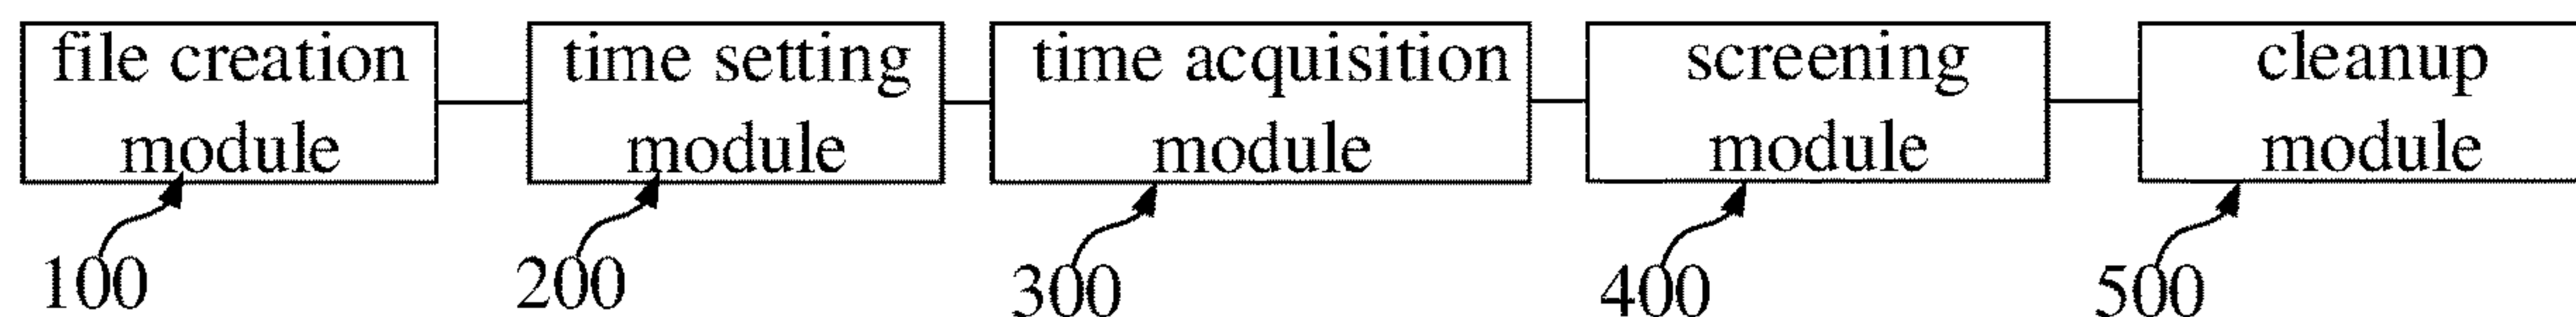 file creation
module
time setting
module
time acquisition
module
screening
module
cleanup
module
100
200
300
400
500